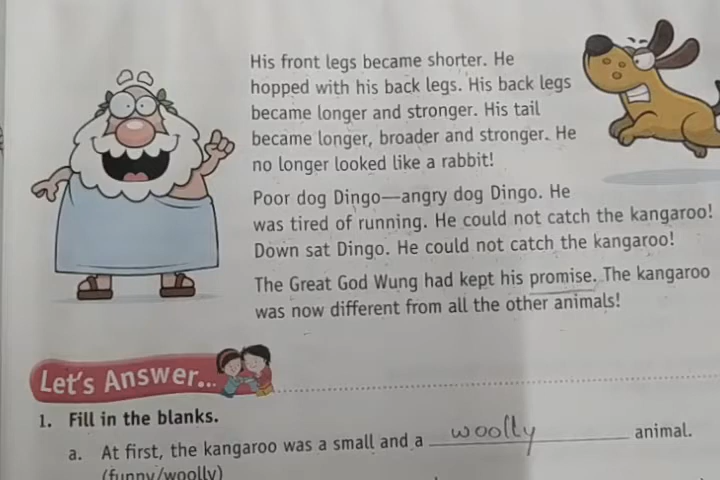 His front legs became shorter. He
hopped with his back legs. His back legs
became longer and stronger. His tail
became longer, broader and stronger. He
no longer looked like a rabbit!
Poor dog Dingo—angry dog Dingo. He
was tired of running. He could not catch the kangaroo!
Down sat Dingo. He could not catch the kangaroo!
The Great God Wung had kept his promise. The kangaroo
was now different from all the other animals!
Let's Answer...
1. Fill in the blanks.
a. At first, the kangaroo was a small and a woolly animal.
(funny/woolly)